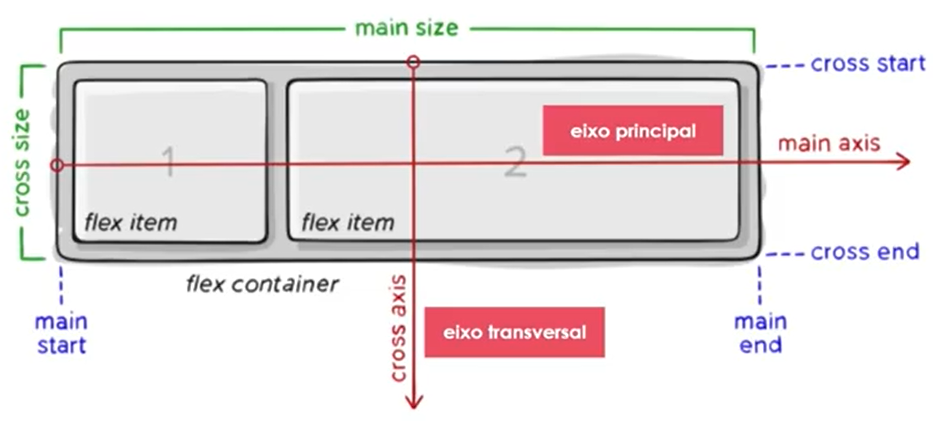 main size
cross start
cross size
eixo principal
main axis
1
2
flex item
flex item
cross end
flex container
main
start
cross axis
eixo transversal
main
end